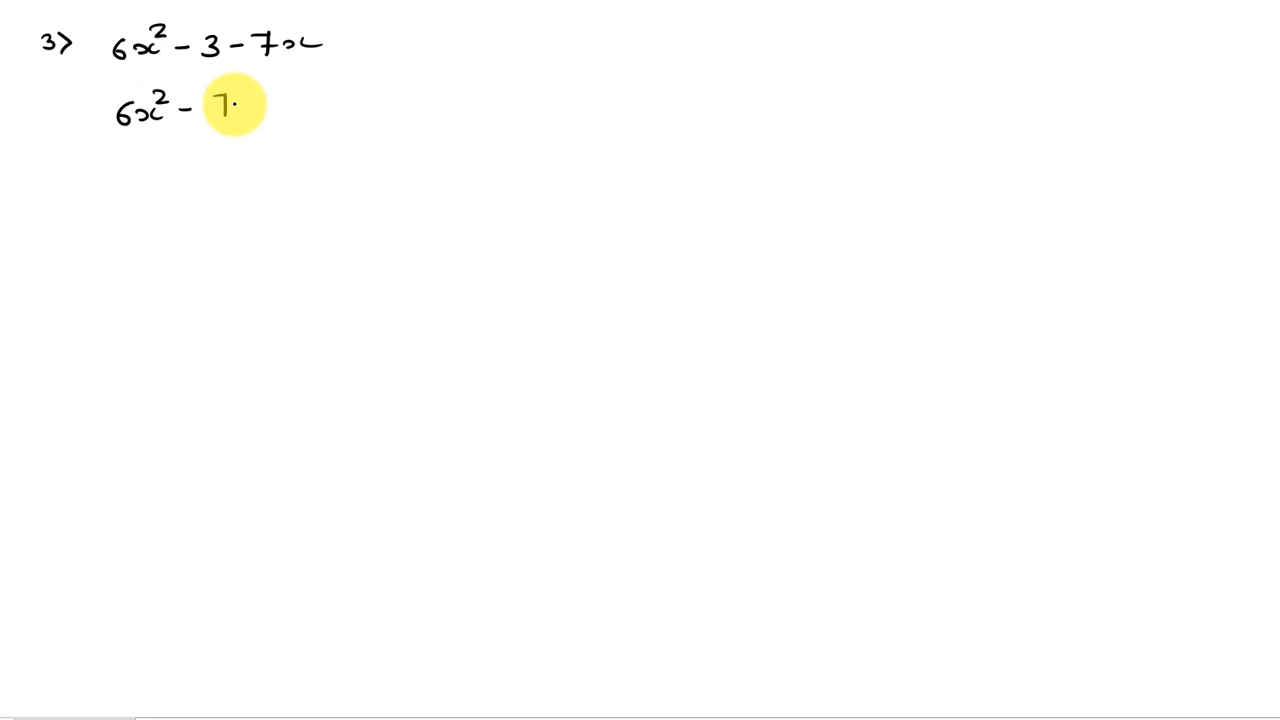 3> 6x² - 3 - 7x
6x² - 7